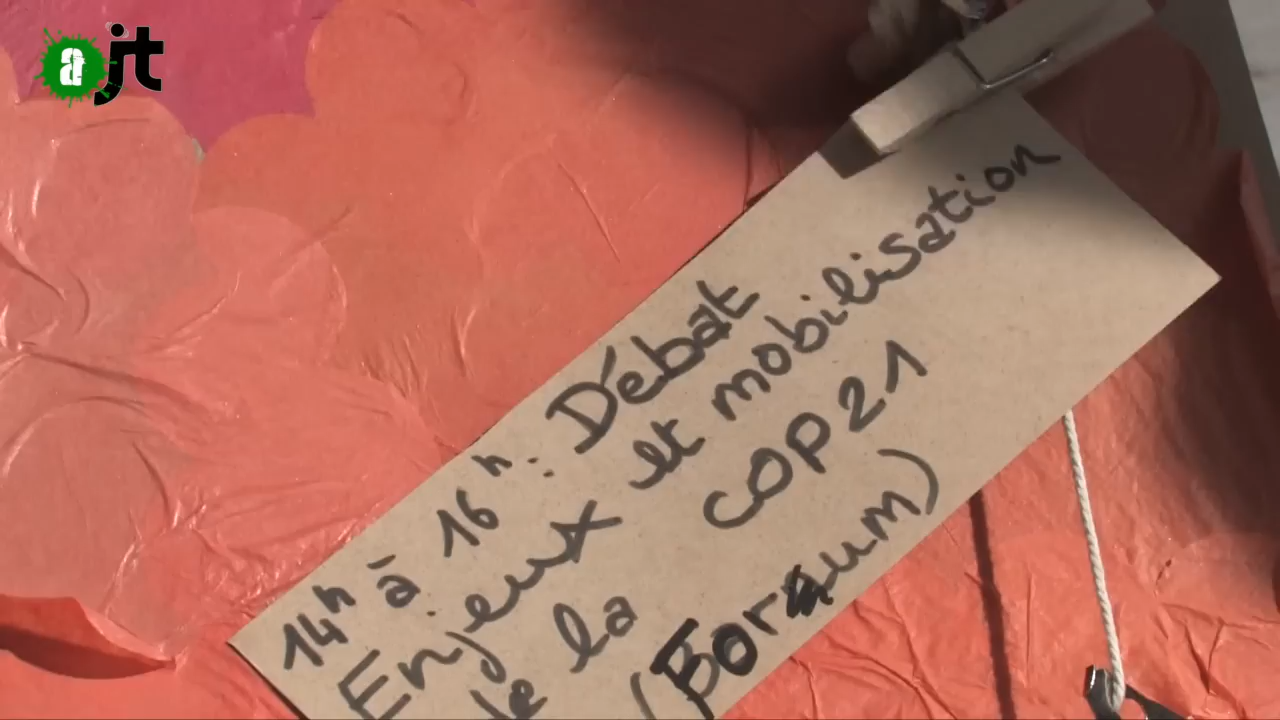 ajt
14h à 16h : Débat
Enjeux et mobilisation
de la COP21
(Forum)